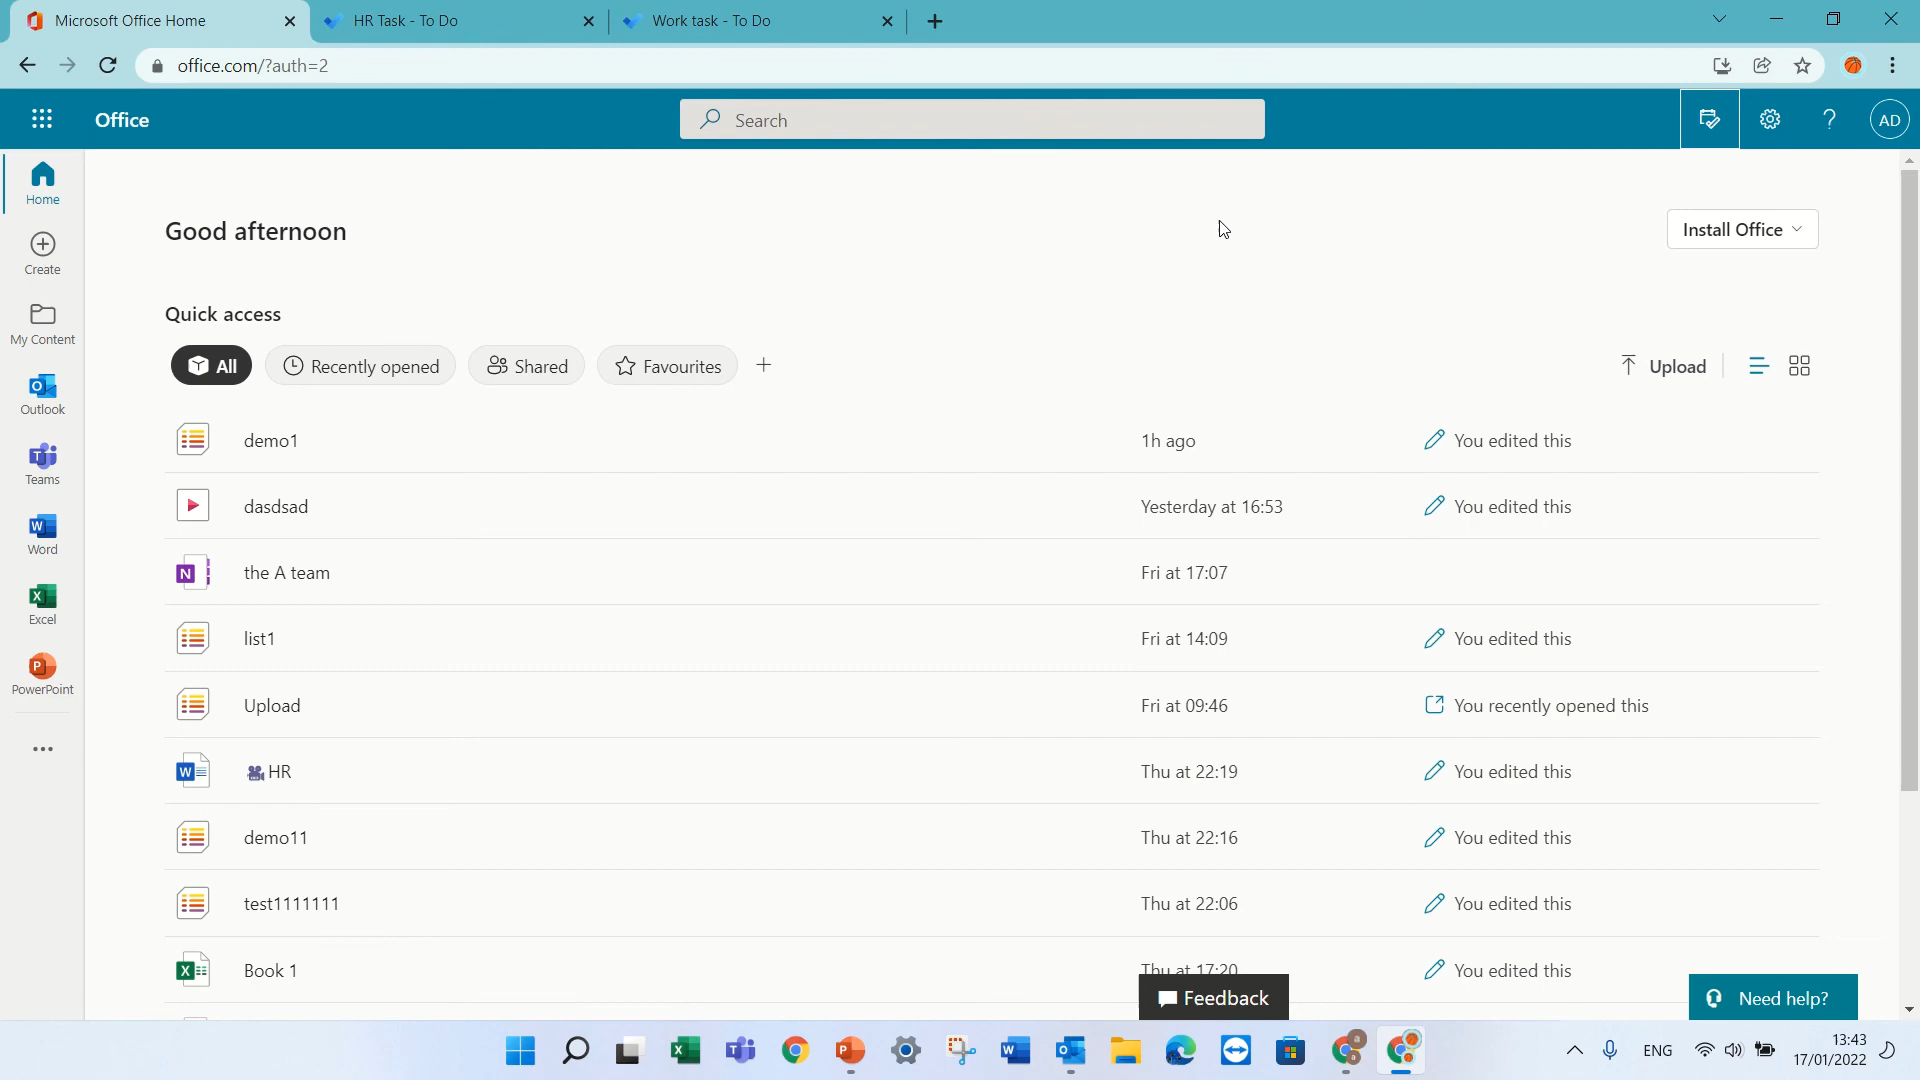 Microsoft Office Home
HR Task - To Do
Work task - To Do
office.com/?auth=2
Office
Search
AD
Home
Create
My Content
Outlook
Teams
Word
Excel
PowerPoint
Good afternoon
Install Office
Quick access
All
Recently opened
Shared
Favourites
Upload
demo1 1h ago You edited this
dasdsad Yesterday at 16:53 You edited this
the A team Fri at 17:07
list1 Fri at 14:09 You edited this
Upload Fri at 09:46 You recently opened this
HR Thu at 22:19 You edited this
demo11 Thu at 22:16 You edited this
test1111111 Thu at 22:06 You edited this
Book 1 Thu at 17:20 You edited this
Feedback
Need help?
ENG
13:43
17/01/2022